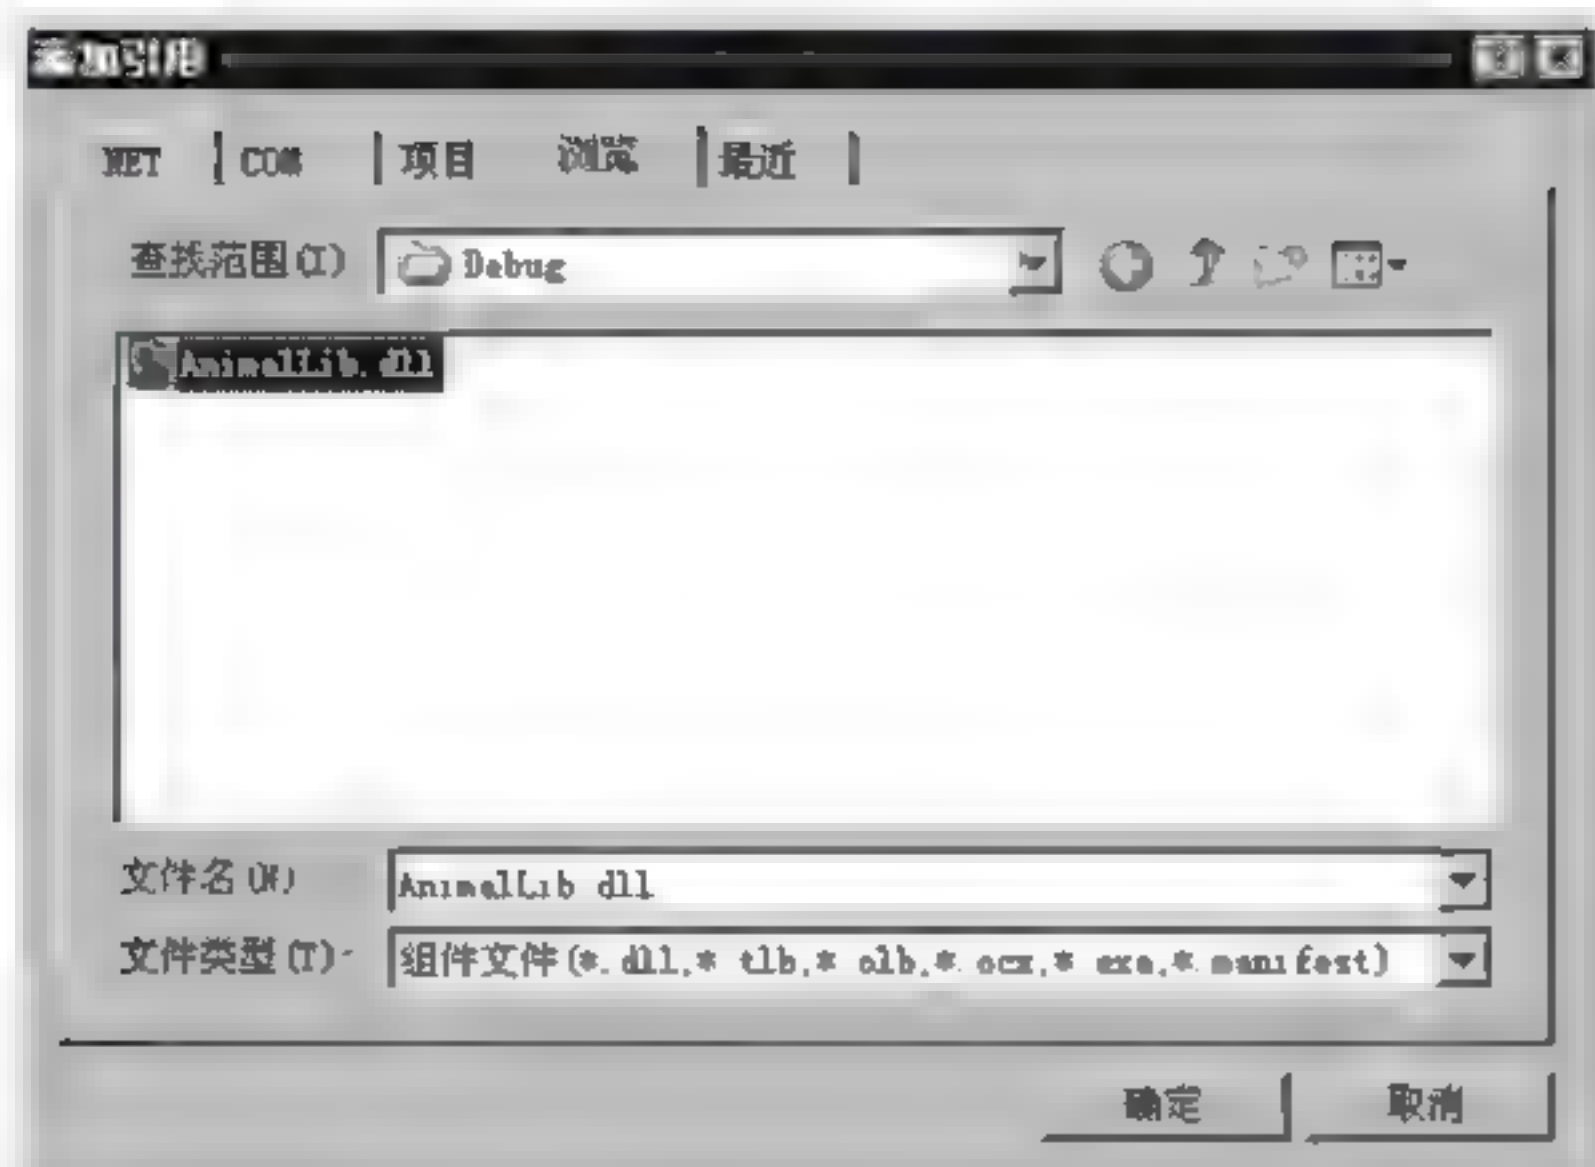 添加引用
NET COM 项目 浏览 最近
查找范围(I) Debug
AnimalLib.dll
文件名(N) AnimalLib dll
文件类型(T): 组件文件(*.dll,* tlb,* olb,*.ocx,* exe,*.manifest)
确定 取消